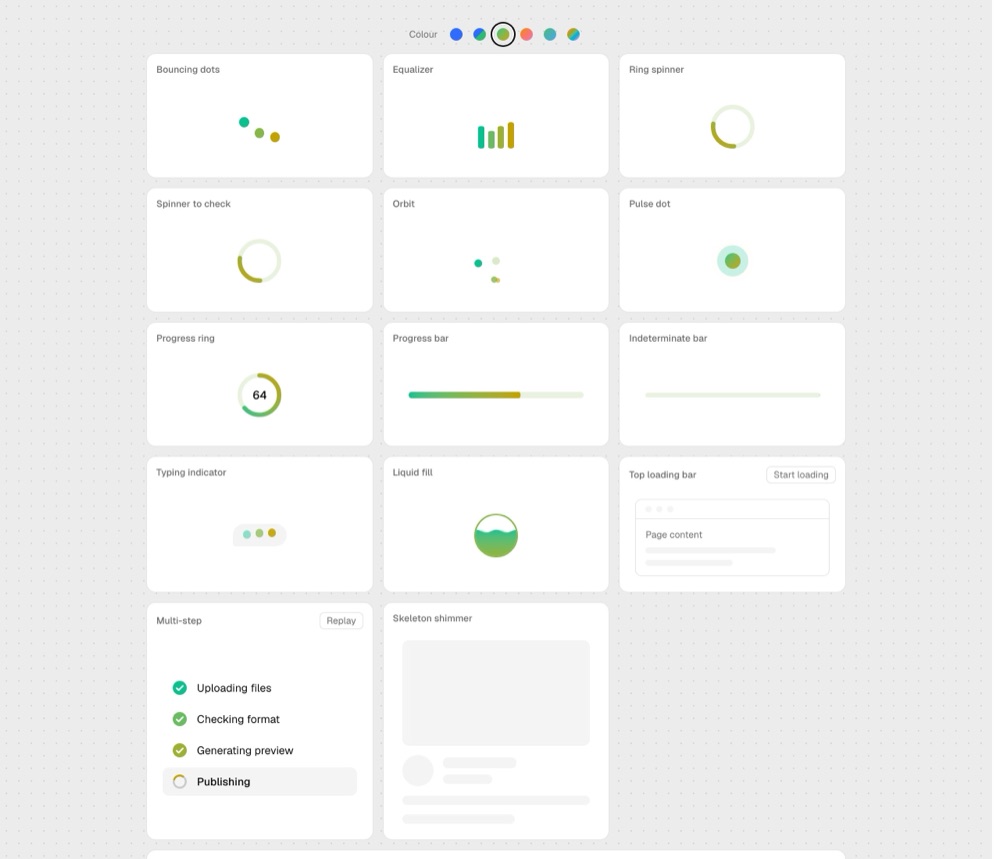 Colour
Bouncing dots
Equalizer
Ring spinner
Spinner to check
Orbit
Pulse dot
Progress ring
64
Progress bar
Indeterminate bar
Typing indicator
Liquid fill
Top loading bar
Start loading
Page content
Multi-step
Replay
Uploading files
Checking format
Generating preview
Publishing
Skeleton shimmer